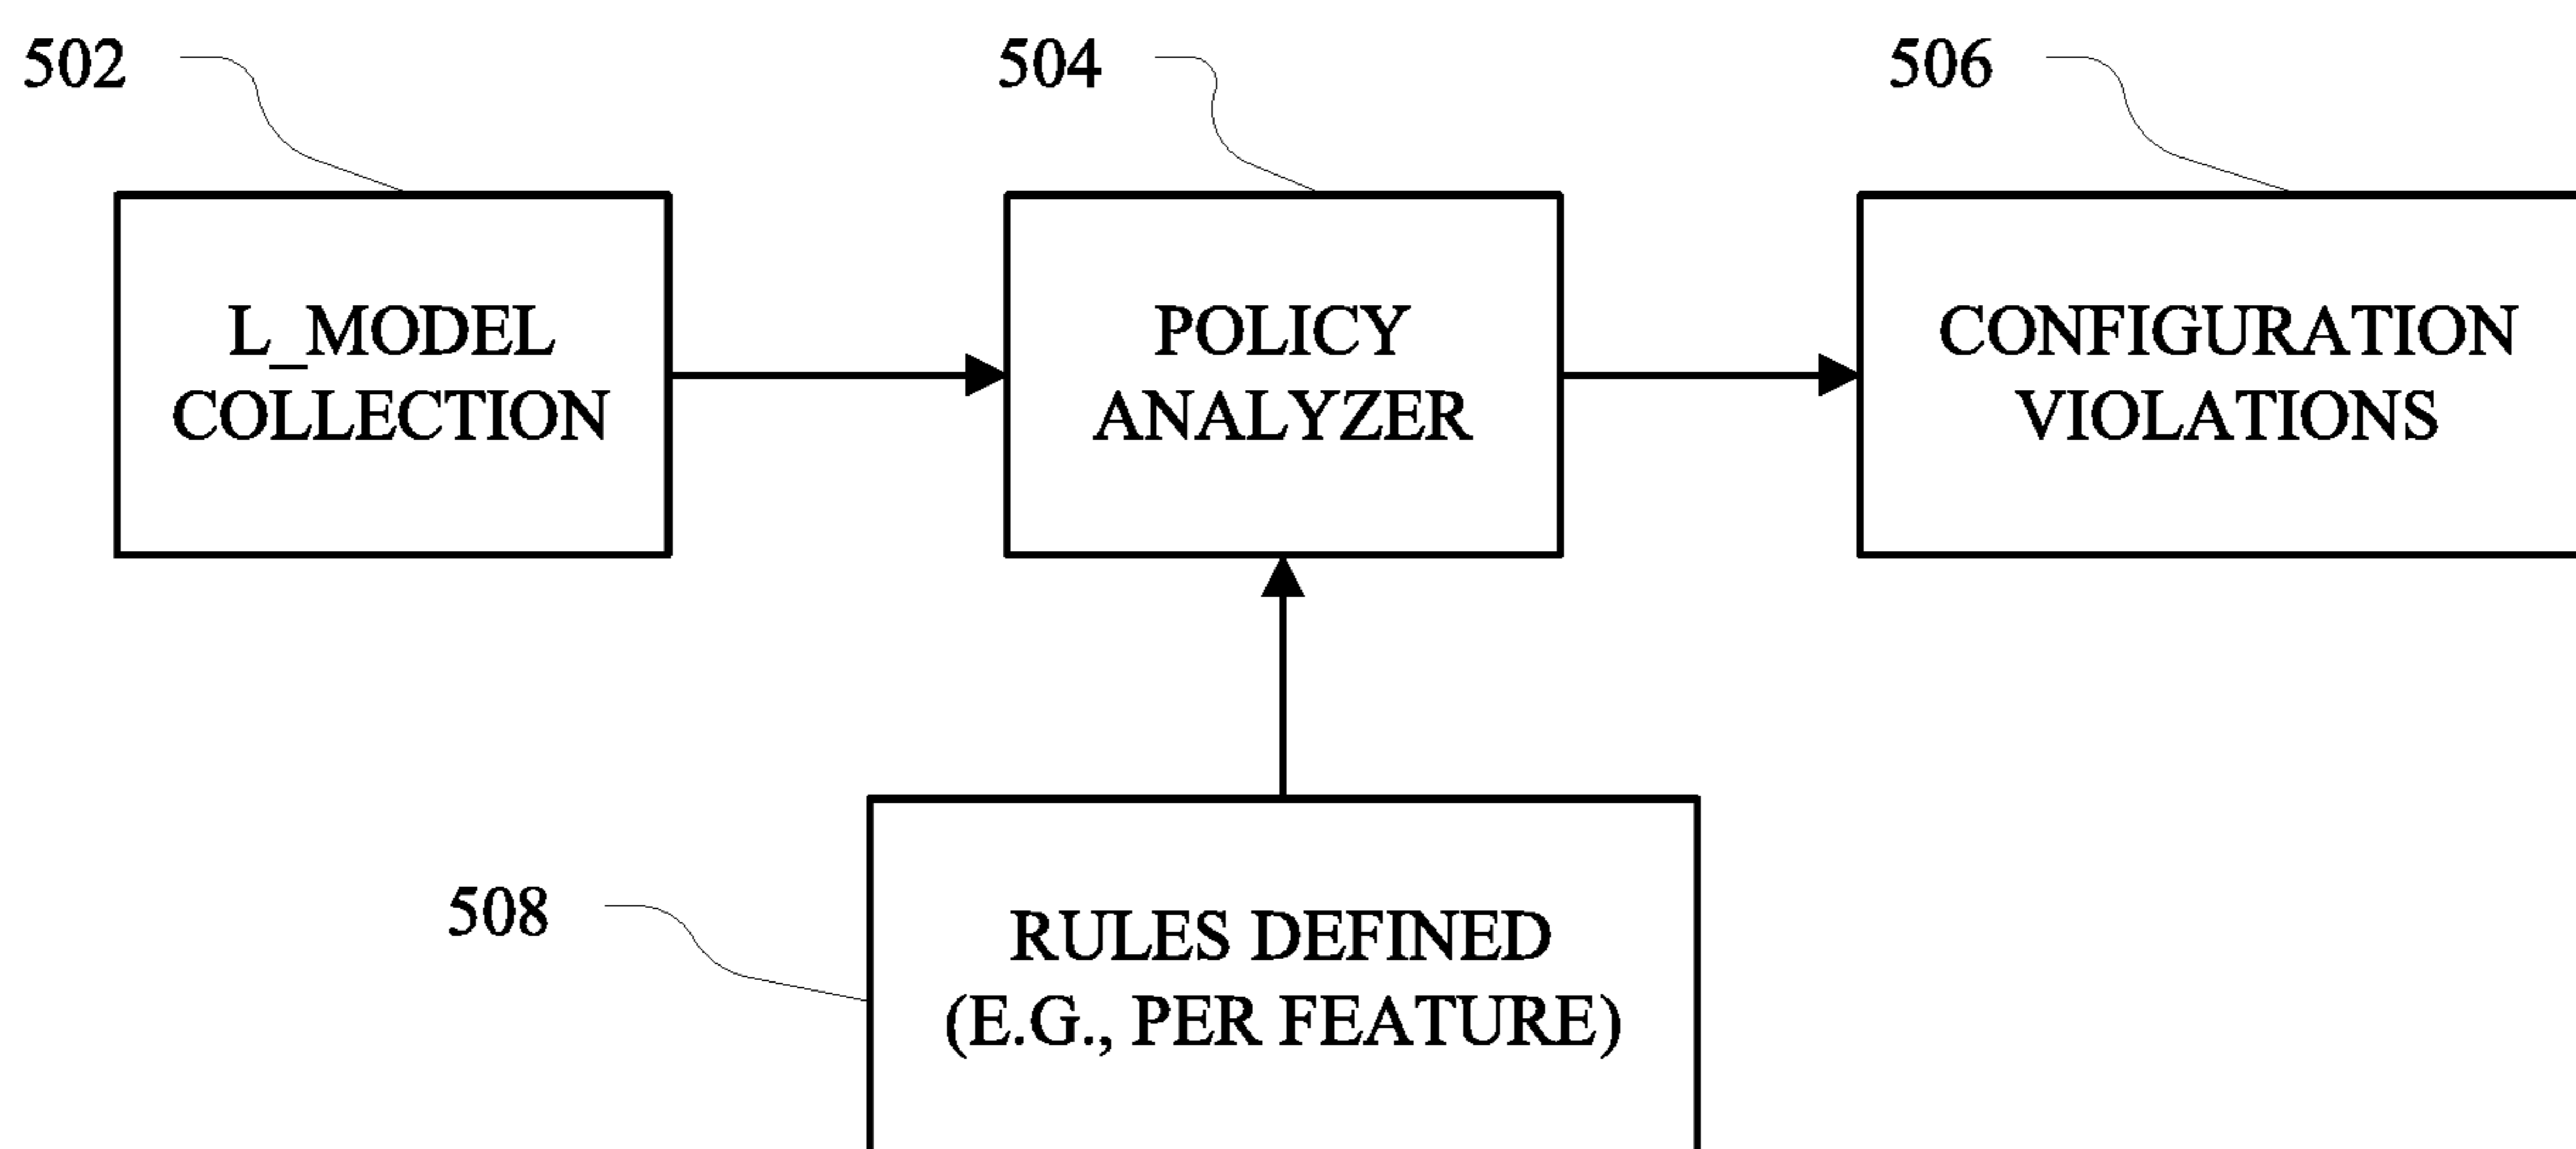 502
504
506
L_MODEL
COLLECTION
POLICY
ANALYZER
CONFIGURATION
VIOLATIONS
508
RULES DEFINED
(E.G., PER FEATURE)